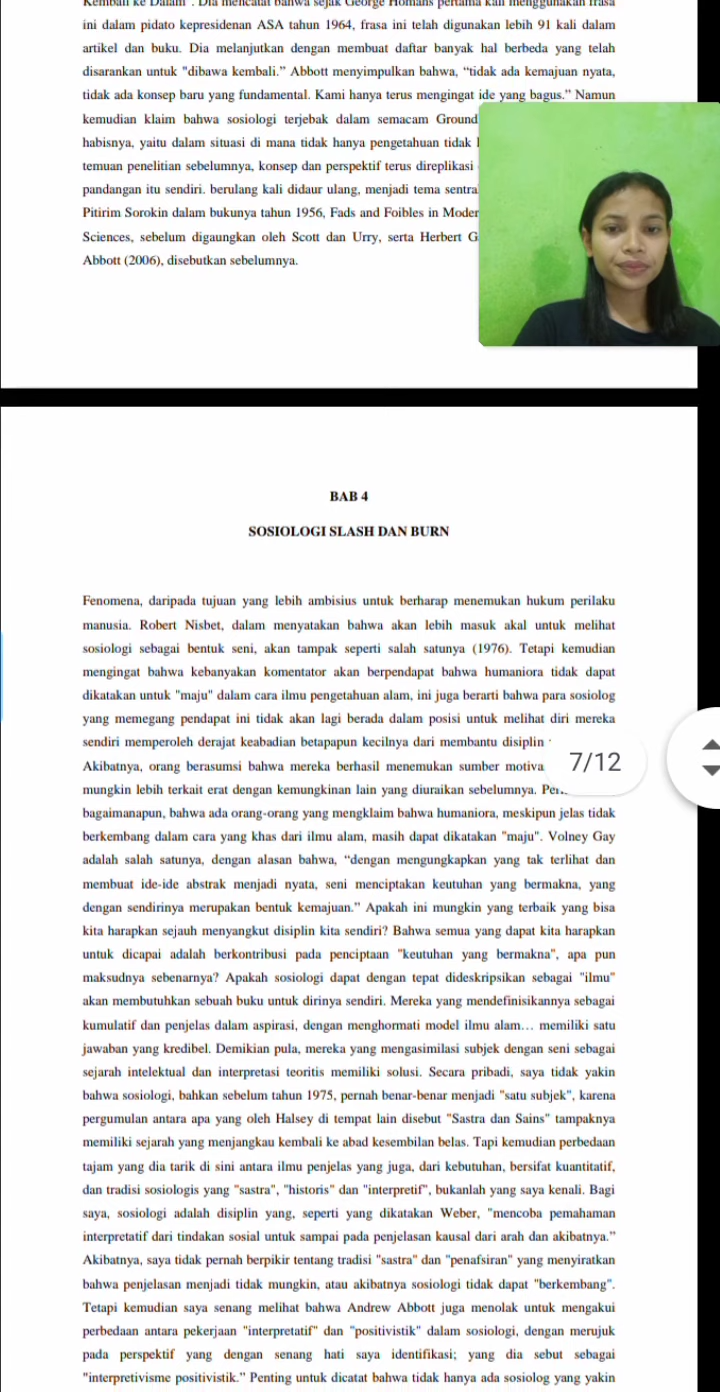 Kembali ke Dalam". Dia mencatat bahwa sejak George Homans pertama kali menggunakan frasa
ini dalam pidato kepresidenan ASA tahun 1964, frasa ini telah digunakan lebih 91 kali dalam
artikel dan buku. Dia melanjutkan dengan membuat daftar banyak hal berbeda yang telah
disarankan untuk "dibawa kembali." Abbott menyimpulkan bahwa, “tidak ada kemajuan nyata,
tidak ada konsep baru yang fundamental. Kami hanya terus mengingat ide yang bagus.” Namun
kemudian klaim bahwa sosiologi terjebak dalam semacam Ground
habisnya, yaitu dalam situasi di mana tidak hanya pengetahuan tidak
temuan penelitian sebelumnya, konsep dan perspektif terus direplikasi
pandangan itu sendiri. berulang kali didaur ulang, menjadi tema
Pitirim Sorokin dalam bukunya tahun 1956, Fads and Foibles in
Sciences, sebelum digaungkan oleh Scott dan Urry, serta Herbert
Abbott (2006), disebutkan sebelumnya.
BAB 4
SOSIOLOGI SLASH DAN BURN
Fenomena, daripada tujuan yang lebih ambisius untuk berharap menemukan hukum perilaku
manusia. Robert Nisbet, dalam menyatakan bahwa akan lebih masuk akal untuk melihat
sosiologi sebagai bentuk seni, akan tampak seperti salah satunya (1976). Tetapi kemudian
mengingat bahwa kebanyakan komentator akan berpendapat bahwa humaniora tidak dapat
dikatakan untuk "maju" dalam cara ilmu pengetahuan alam, ini juga berarti bahwa para sosiolog
yang memegang pendapat ini tidak akan lagi berada dalam posisi untuk melihat diri mereka
sendiri memperoleh derajat keabadian betapapun kecilnya dari membantu disiplin
Akibatnya, orang berasumsi bahwa mereka berhasil menemukan sumber
7/12
mungkin lebih terkait erat dengan kemungkinan lain yang diuraikan sebelumnya.
bagaimanapun, bahwa ada orang-orang yang mengklaim bahwa humaniora, meskipun jelas tidak
berkembang dalam cara yang khas dari ilmu alam, masih dapat dikatakan "maju". Volney Gay
adalah salah satunya, dengan alasan bahwa, “dengan mengungkapkan yang tak terlihat dan
membuat ide-ide abstrak menjadi nyata, seni menciptakan keutuhan yang bermakna, yang
dengan sendirinya merupakan bentuk kemajuan.” Apakah ini mungkin yang terbaik yang bisa
kita harapkan sejauh menyangkut disiplin kita sendiri? Bahwa semua yang dapat kita harapkan
untuk dicapai adalah berkontribusi pada penciptaan "keutuhan yang bermakna", apa pun
maksudnya sebenarnya? Apakah sosiologi dapat dengan tepat dideskripsikan sebagai "ilmu"
akan membutuhkan sebuah buku untuk dirinya sendiri. Mereka yang mendefinisikannya sebagai
kumulatif dan penjelas dalam aspirasi, dengan menghormati model ilmu alam… memiliki satu
jawaban yang kredibel. Demikian pula, mereka yang mengasimilasi subjek dengan seni sebagai
sejarah intelektual dan interpretasi teoritis memiliki solusi. Secara pribadi, saya tidak yakin
bahwa sosiologi, bahkan sebelum tahun 1975, pernah benar-benar menjadi "satu subjek", karena
pergumulan antara apa yang oleh Halsey di tempat lain disebut "Sastra dan Sains" tampaknya
memiliki sejarah yang menjangkau kembali ke abad kesembilan belas. Tapi kemudian perbedaan
tajam yang dia tarik di sini antara ilmu penjelas yang juga, dari kebutuhan, bersifat kuantitatif,
dan tradisi sosiologis yang "sastra", "historis" dan "interpretif", bukanlah yang saya kenali. Bagi
saya, sosiologi adalah disiplin yang, seperti yang dikatakan Weber, "mencoba pemahaman
interpretatif dari tindakan sosial untuk sampai pada penjelasan kausal dari arah dan akibatnya."
Akibatnya, saya tidak pernah berpikir tentang tradisi "sastra" dan "penafsiran" yang menyiratkan
bahwa penjelasan menjadi tidak mungkin, atau akibatnya sosiologi tidak dapat "berkembang".
Tetapi kemudian saya senang melihat bahwa Andrew Abbott juga menolak untuk mengakui
perbedaan antara pekerjaan "interpretatif" dan "positivistik" dalam sosiologi, dengan merujuk
pada perspektif yang dengan senang hati saya identifikasi; yang dia sebut sebagai
"interpretivisme positivistik." Penting untuk dicatat bahwa tidak hanya ada sosiolog yang yakin